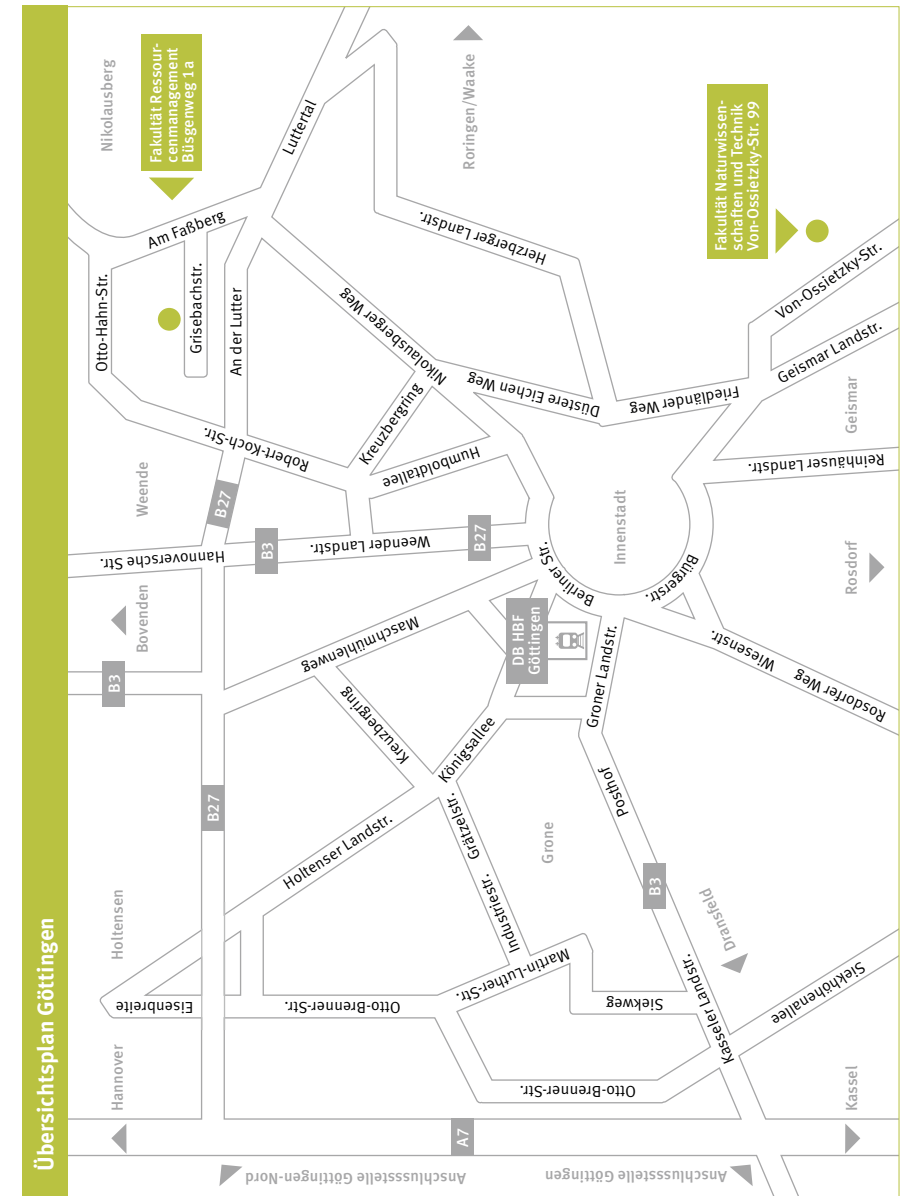 Übersichtsplan Göttingen
Hannover
Holtensen
B3
Bovenden
Weende
Nikolausberg
Fakultät Ressour-
cenmanagement
Büsgenweg 1 a
Otto-Hahn-Str.
Am Faßberg
Grisebachstr.
An der Lutter
Luttertal
Eisenbreite
B27
Hannoversche Str.
B27
Robert-Koch-Str.
B3
Anschlussstelle Göttingen-Nord
Otto-Brenner-Str.
Holtenser Landstr.
Kreuzbergring
Maschmühlenweg
Weender Landstr.
Kreuzbergring
Humboldtallee
Nikolausberger Weg
Herzberger Landstr.
Roringen/Waake
A7
Martin-Luther-Str.
Industriestr.
Grätzelstr.
Königsallee
B27
Düstere Eichen Weg
Grone
DB HBF
Göttingen
Berliner Str.
Innenstadt
Anschlussstelle Göttingen
Otto-Brenner-Str.
Siekweg
Posthof
Groner Landstr.
Bürgerstr.
Friedländer Weg
B3
Kasseler Landstr.
Dransfeld
Wiesenstr.
Fakultät Naturwissen-
schaften und Technik
Von-Ossietzky-Str. 99
Siekhöhenallee
Rosdorfer Weg
Reinhäuser Landstr.
Geismar Landstr.
Von-Ossietzky-Str.
Kassel
Rosdorf
Geismar